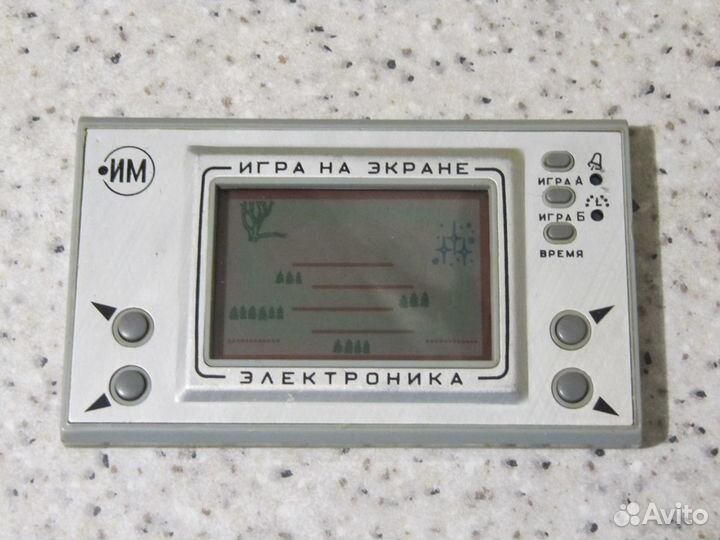 ИМ
ИГРА НА ЭКРАНЕ
ИГРА А
ИГРА Б
ВРЕМЯ
ЭЛЕКТРОНИКА
Avito